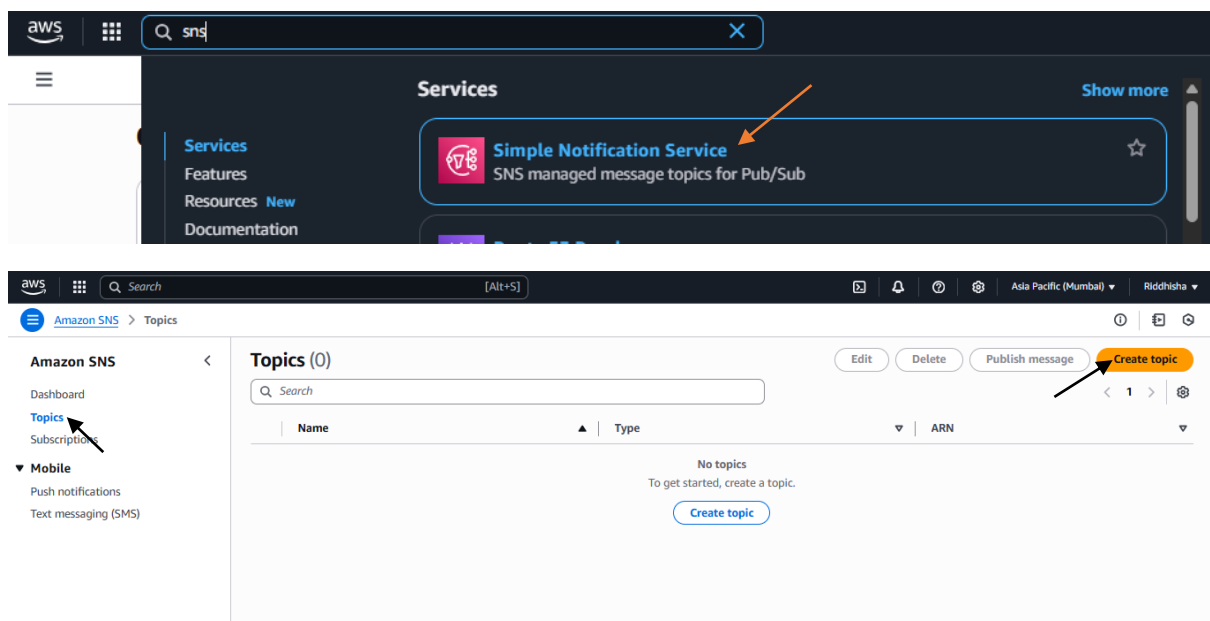 aws
sns
Services
Show more
Services
Features
Resources New
Documentation
Simple Notification Service
SNS managed message topics for Pub/Sub
aws Search [Alt+S] Asia Pacific (Mumbai) Riddhisha
Amazon SNS > Topics
Amazon SNS
Dashboard
Topics
Subscriptions
Mobile
Push notifications
Text messaging (SMS)
Topics (0)
Edit Delete Publish message Create topic
Search
1
Name Type ARN
No topics
To get started, create a topic.
Create topic